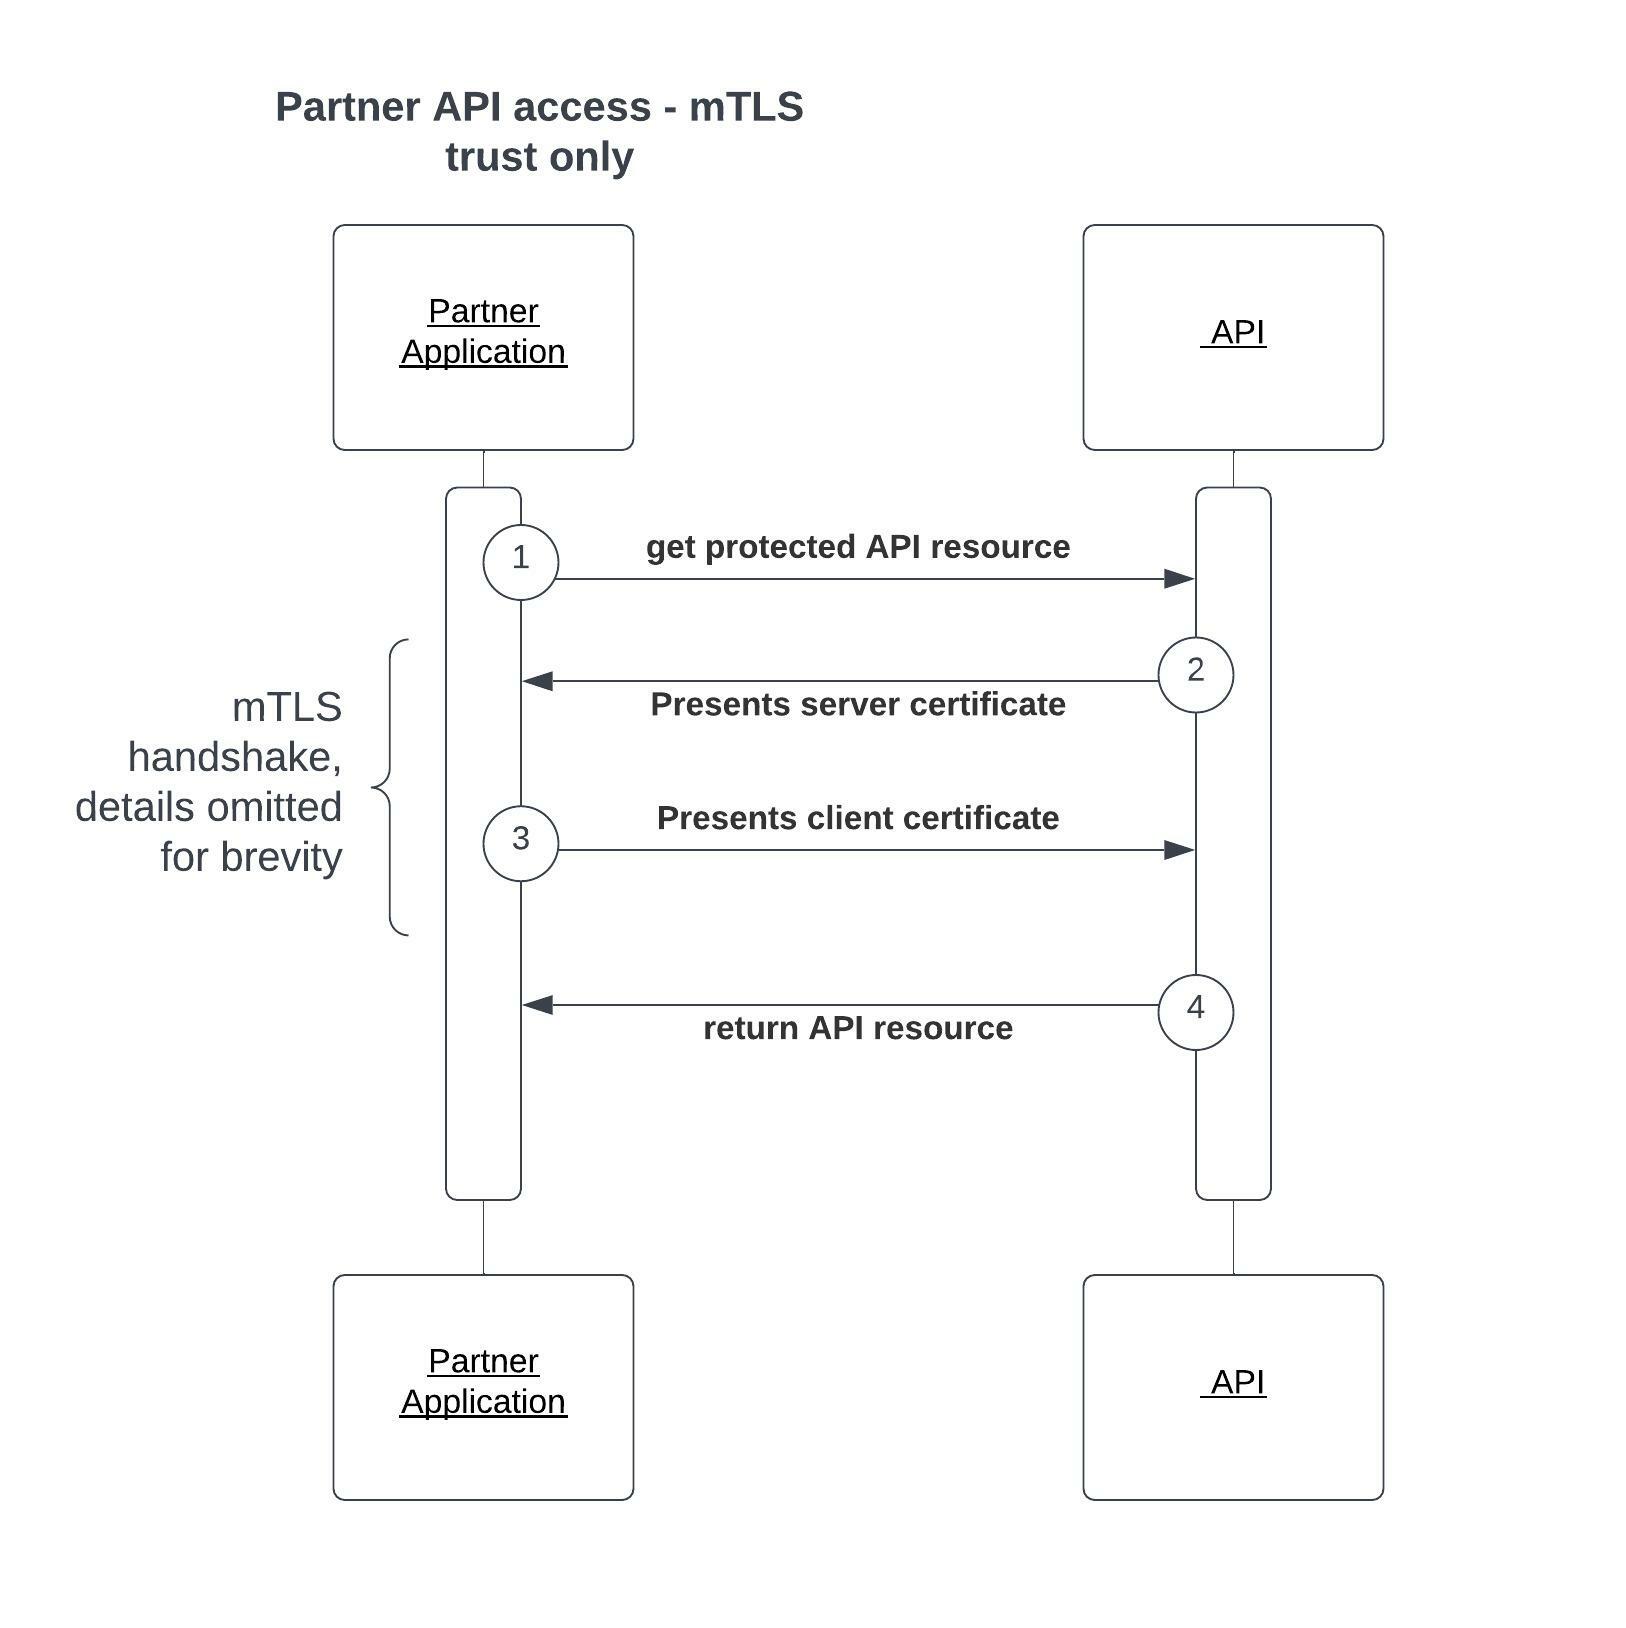 Partner API access - mTLS
trust only
Partner
Application
API
1
get protected API resource
2
Presents server certificate
mTLS
handshake,
details omitted
for brevity
3
Presents client certificate
4
return API resource
Partner
Application
API